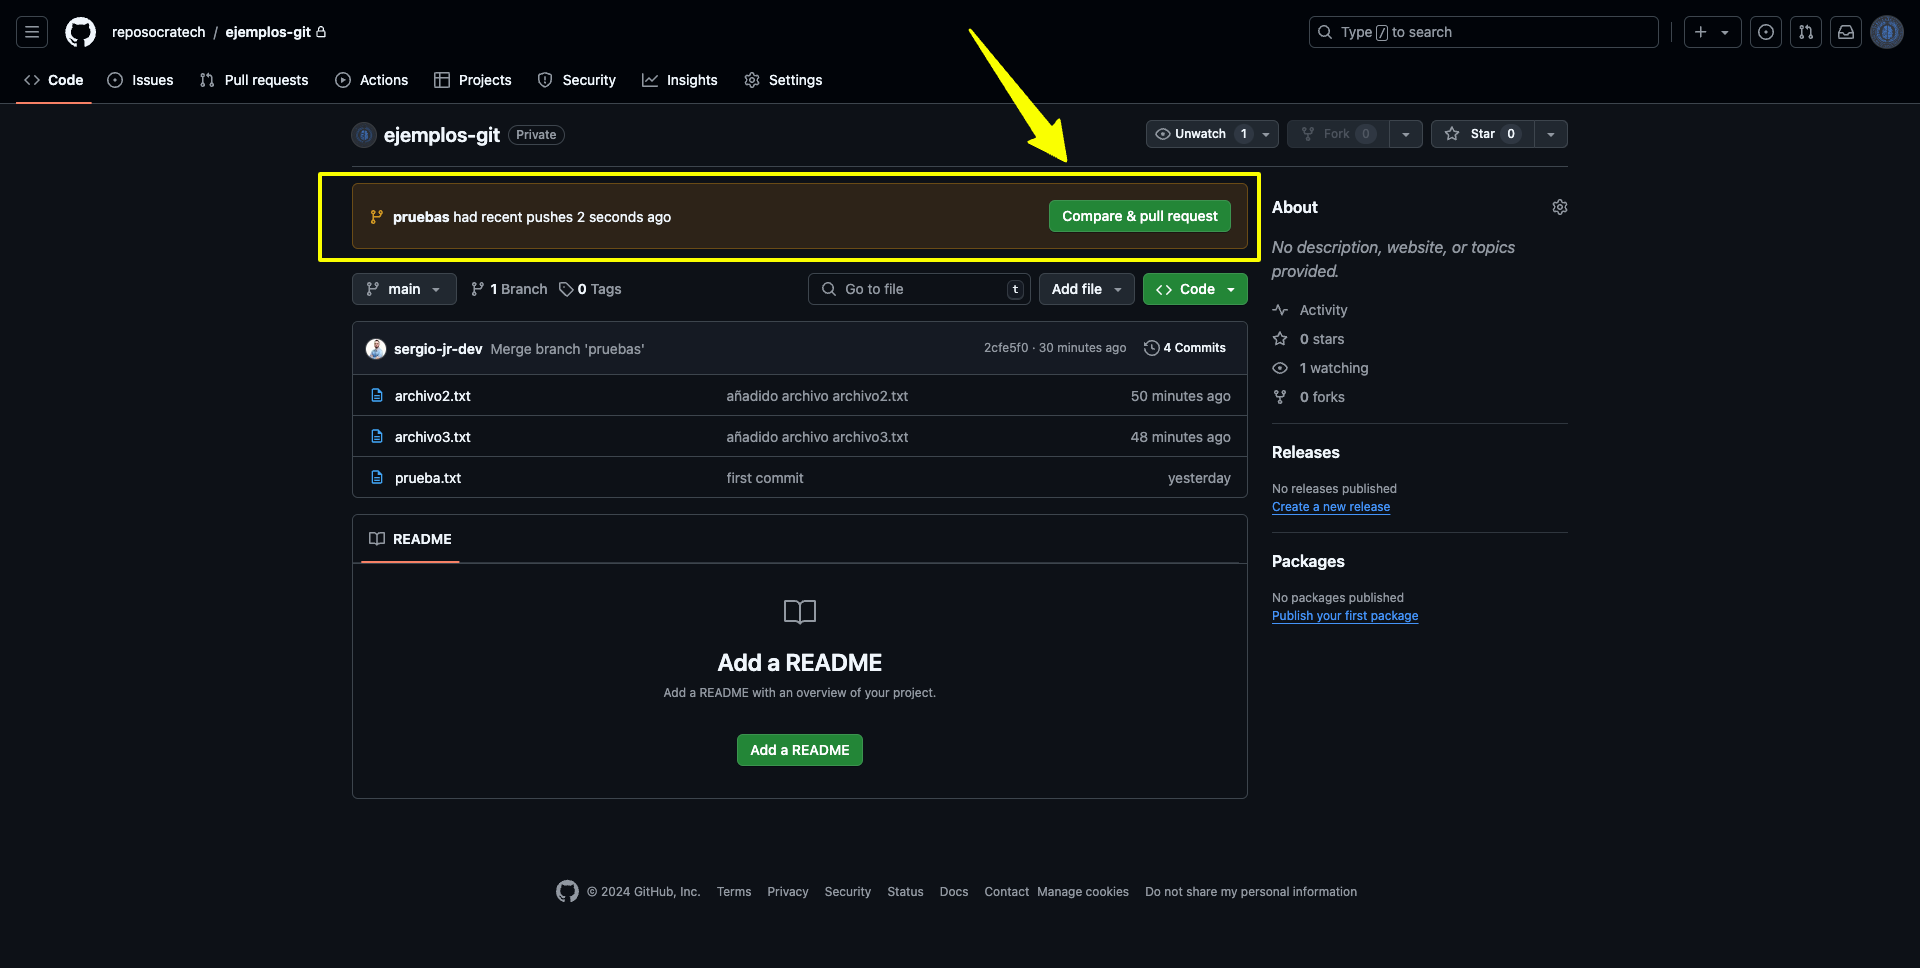 reposocratech / ejemplos-git
Type / to search
Code
Issues
Pull requests
Actions
Projects
Security
Insights
Settings
ejemplos-git Private
Unwatch 1
Fork 0
Star 0
pruebas had recent pushes 2 seconds ago
Compare & pull request
main
1 Branch
0 Tags
Go to file
t
Add file
Code
sergio-jr-dev Merge branch 'pruebas'
2cfe5f0 · 30 minutes ago
4 Commits
archivo2.txt añadido archivo archivo2.txt 50 minutes ago
archivo3.txt añadido archivo archivo3.txt 48 minutes ago
prueba.txt first commit yesterday
README
Add a README
Add a README with an overview of your project.
Add a README
About
No description, website, or topics
provided.
Activity
0 stars
1 watching
0 forks
Releases
No releases published
Create a new release
Packages
No packages published
Publish your first package
© 2024 GitHub, Inc. Terms Privacy Security Status Docs Contact Manage cookies Do not share my personal information